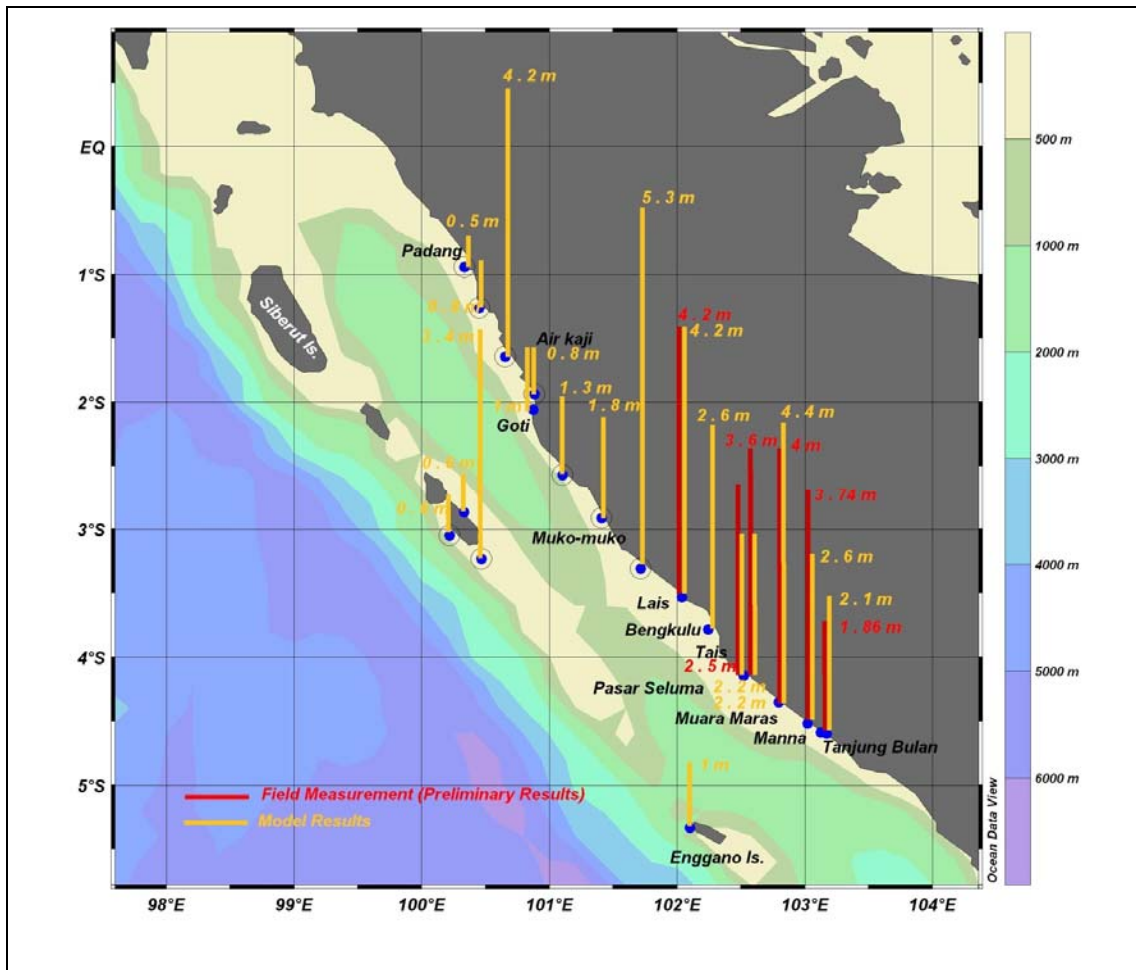 4.2 m
EQ
500 m
5.3 m
0.5 m
Padang
1000 m
1°S
Siberut Is.
4.2 m
Air kaji
4.2 m
0.8 m
2000 m
1.3 m
2°S
1 m
1.8 m
2.6 m
4.4 m
Goti
3.6 m
4 m
3000 m
3.74 m
3°S
Muko-muko
2.6 m
4000 m
Lais
2.1 m
Bengkulu
1.86 m
Tais
4°S
2.5 m
5000 m
Pasar Seluma
2.2 m
2.2 m
Muara Maras
Manna
Tanjung Bulan
1 m
6000 m
5°S
Field Measurement (Preliminary Results)
Model Results
Enggano Is.
Ocean Data View
98°E
99°E
100°E
101°E
102°E
103°E
104°E